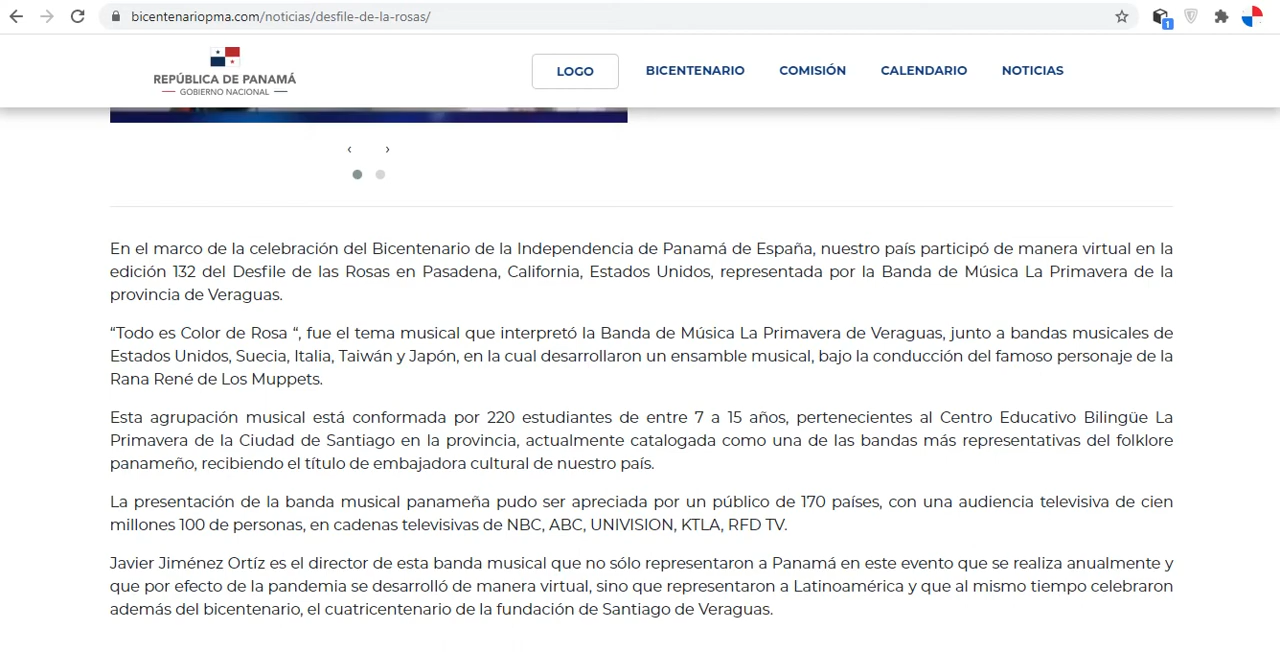 bicentenariopma.com/noticias/desfile-de-la-rosas/
1
REPÚBLICA DE PANAMÁ
GOBIERNO NACIONAL
LOGO
BICENTENARIO
COMISIÓN
CALENDARIO
NOTICIAS
‹ ›
En el marco de la celebración del Bicentenario de la Independencia de Panamá de España, nuestro país participó de manera virtual en la
edición 132 del Desfile de las Rosas en Pasadena, California, Estados Unidos, representada por la Banda de Música La Primavera de la
provincia de Veraguas.
“Todo es Color de Rosa “, fue el tema musical que interpretó la Banda de Música La Primavera de Veraguas, junto a bandas musicales de
Estados Unidos, Suecia, Italia, Taiwán y Japón, en la cual desarrollaron un ensamble musical, bajo la conducción del famoso personaje de la
Rana René de Los Muppets.
Esta agrupación musical está conformada por 220 estudiantes de entre 7 a 15 años, pertenecientes al Centro Educativo Bilingüe La
Primavera de la Ciudad de Santiago en la provincia, actualmente catalogada como una de las bandas más representativas del folklore
panameño, recibiendo el título de embajadora cultural de nuestro país.
La presentación de la banda musical panameña pudo ser apreciada por un público de 170 países, con una audiencia televisiva de cien
millones 100 de personas, en cadenas televisivas de NBC, ABC, UNIVISION, KTLA, RFD TV.
Javier Jiménez Ortíz es el director de esta banda musical que no sólo representaron a Panamá en este evento que se realiza anualmente y
que por efecto de la pandemia se desarrolló de manera virtual, sino que representaron a Latinoamérica y que al mismo tiempo celebraron
además del bicentenario, el cuatricentenario de la fundación de Santiago de Veraguas.